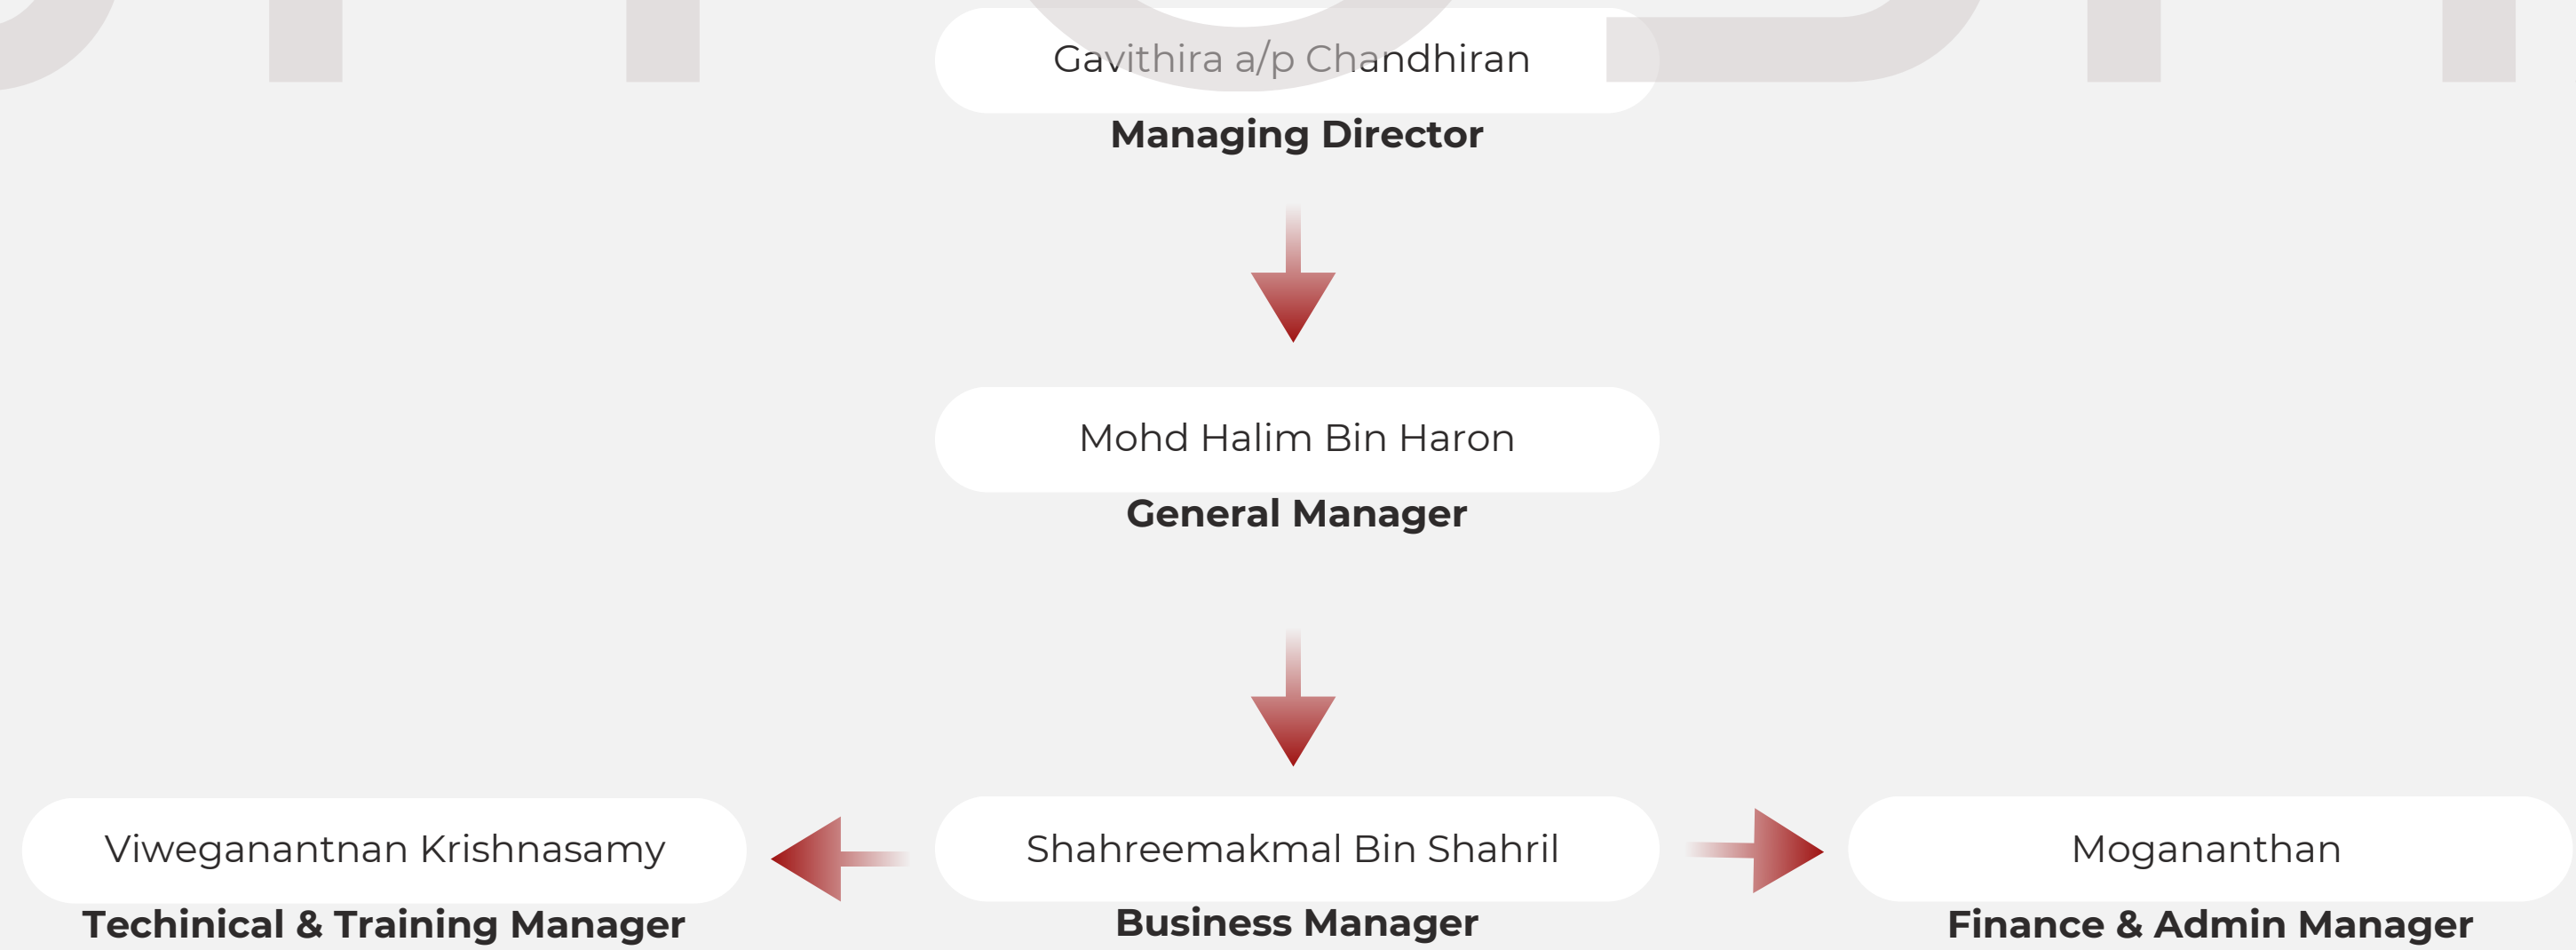 Gavithira a/p Chandhiran
Managing Director
Mohd Halim Bin Haron
General Manager
Viweganantnan Krishnasamy
Techinical & Training Manager
Shahreemakmal Bin Shahril
Business Manager
Mogananthan
Finance & Admin Manager